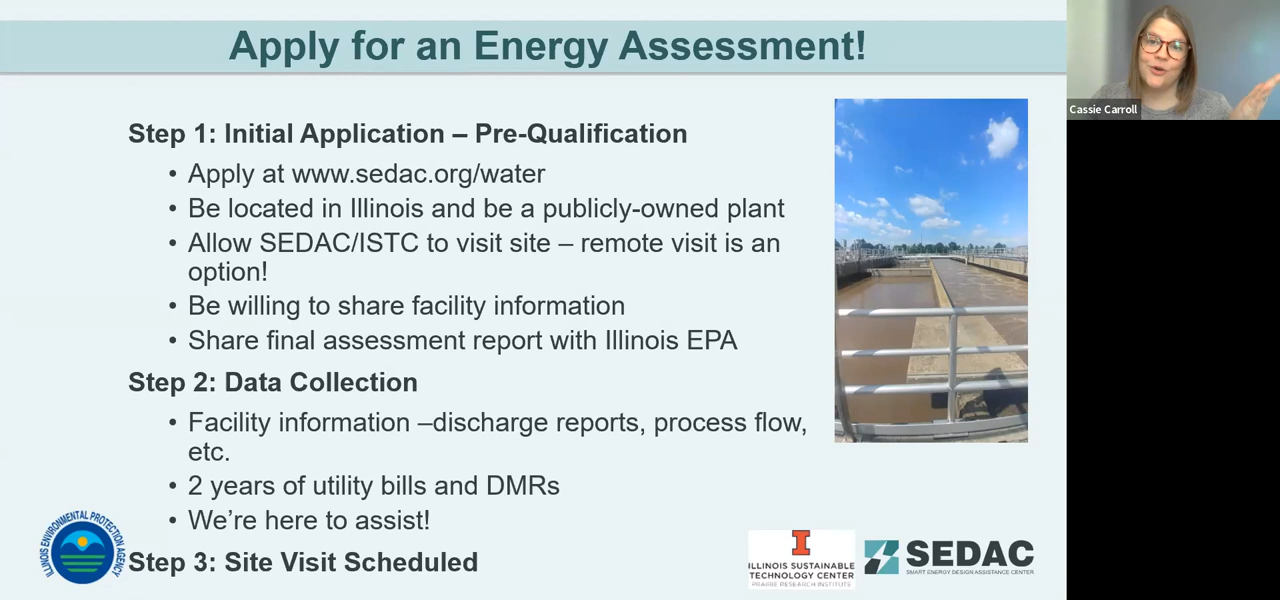 Apply for an Energy Assessment!
Cassie Carroll
Step 1: Initial Application – Pre-Qualification
• Apply at www.sedac.org/water
• Be located in Illinois and be a publicly-owned plant
• Allow SEDAC/ISTC to visit site – remote visit is an
option!
• Be willing to share facility information
• Share final assessment report with Illinois EPA
Step 2: Data Collection
• Facility information –discharge reports, process flow,
etc.
• 2 years of utility bills and DMRs
• We're here to assist!
Step 3: Site Visit Scheduled
ILLINOIS ENVIRONMENTAL PROTECTION AGENCY
I
ILLINOIS SUSTAINABLE
TECHNOLOGY CENTER
PRAIRIE RESEARCH INSTITUTE
SEDAC
SMART ENERGY DESIGN ASSISTANCE CENTER